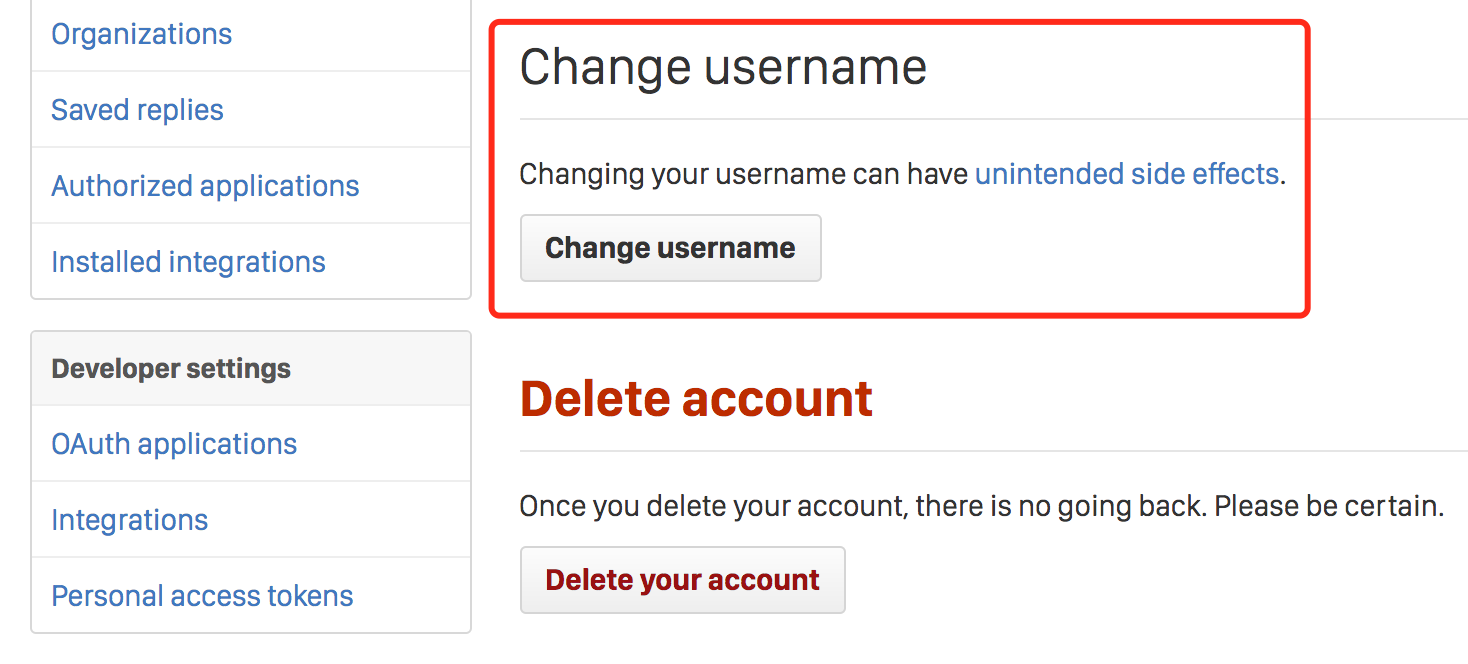 Organizations
Saved replies
Authorized applications
Installed integrations
Developer settings
OAuth applications
Integrations
Personal access tokens
Change username
Changing your username can have unintended side effects.
Change username
Delete account
Once you delete your account, there is no going back. Please be certain.
Delete your account